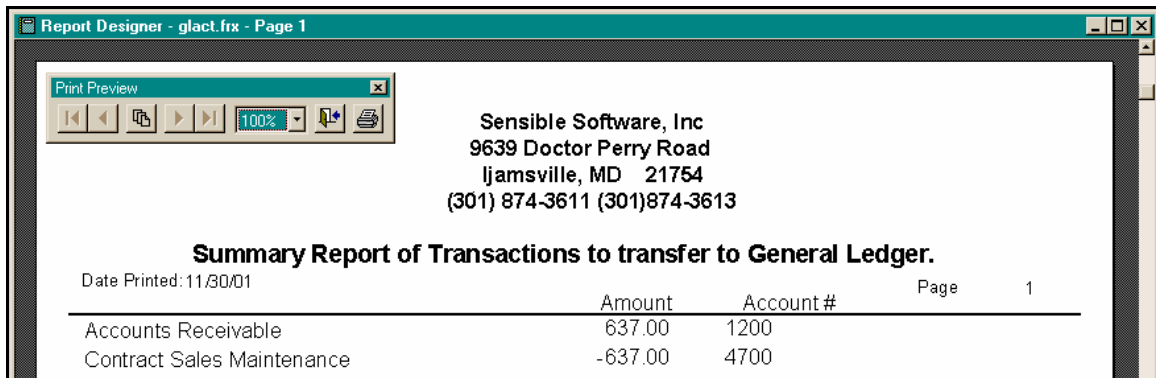 Report Designer - glact.frx - Page 1
Print Preview
100%
Sensible Software, Inc
9639 Doctor Perry Road
Ijamsville, MD 21754
(301) 874-3611 (301)874-3613
Summary Report of Transactions to transfer to General Ledger.
Date Printed: 11/30/01 Page 1
Amount Account #
Accounts Receivable 637.00 1200
Contract Sales Maintenance -637.00 4700